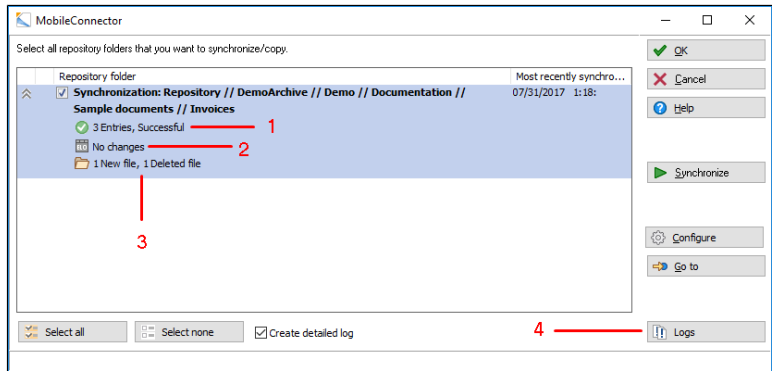 MobileConnector
Select all repository folders that you want to synchronize/copy.
Repository folder Most recently synchro...
Synchronization: Repository // DemoArchive // Demo // Documentation // 07/31/2017 1:18:
Sample documents // Invoices
3 Entries, Successful 1
No changes 2
1 New file, 1 Deleted file
3
OK
Cancel
Help
Synchronize
Configure
Go to
Select all Select none Create detailed log 4 Logs